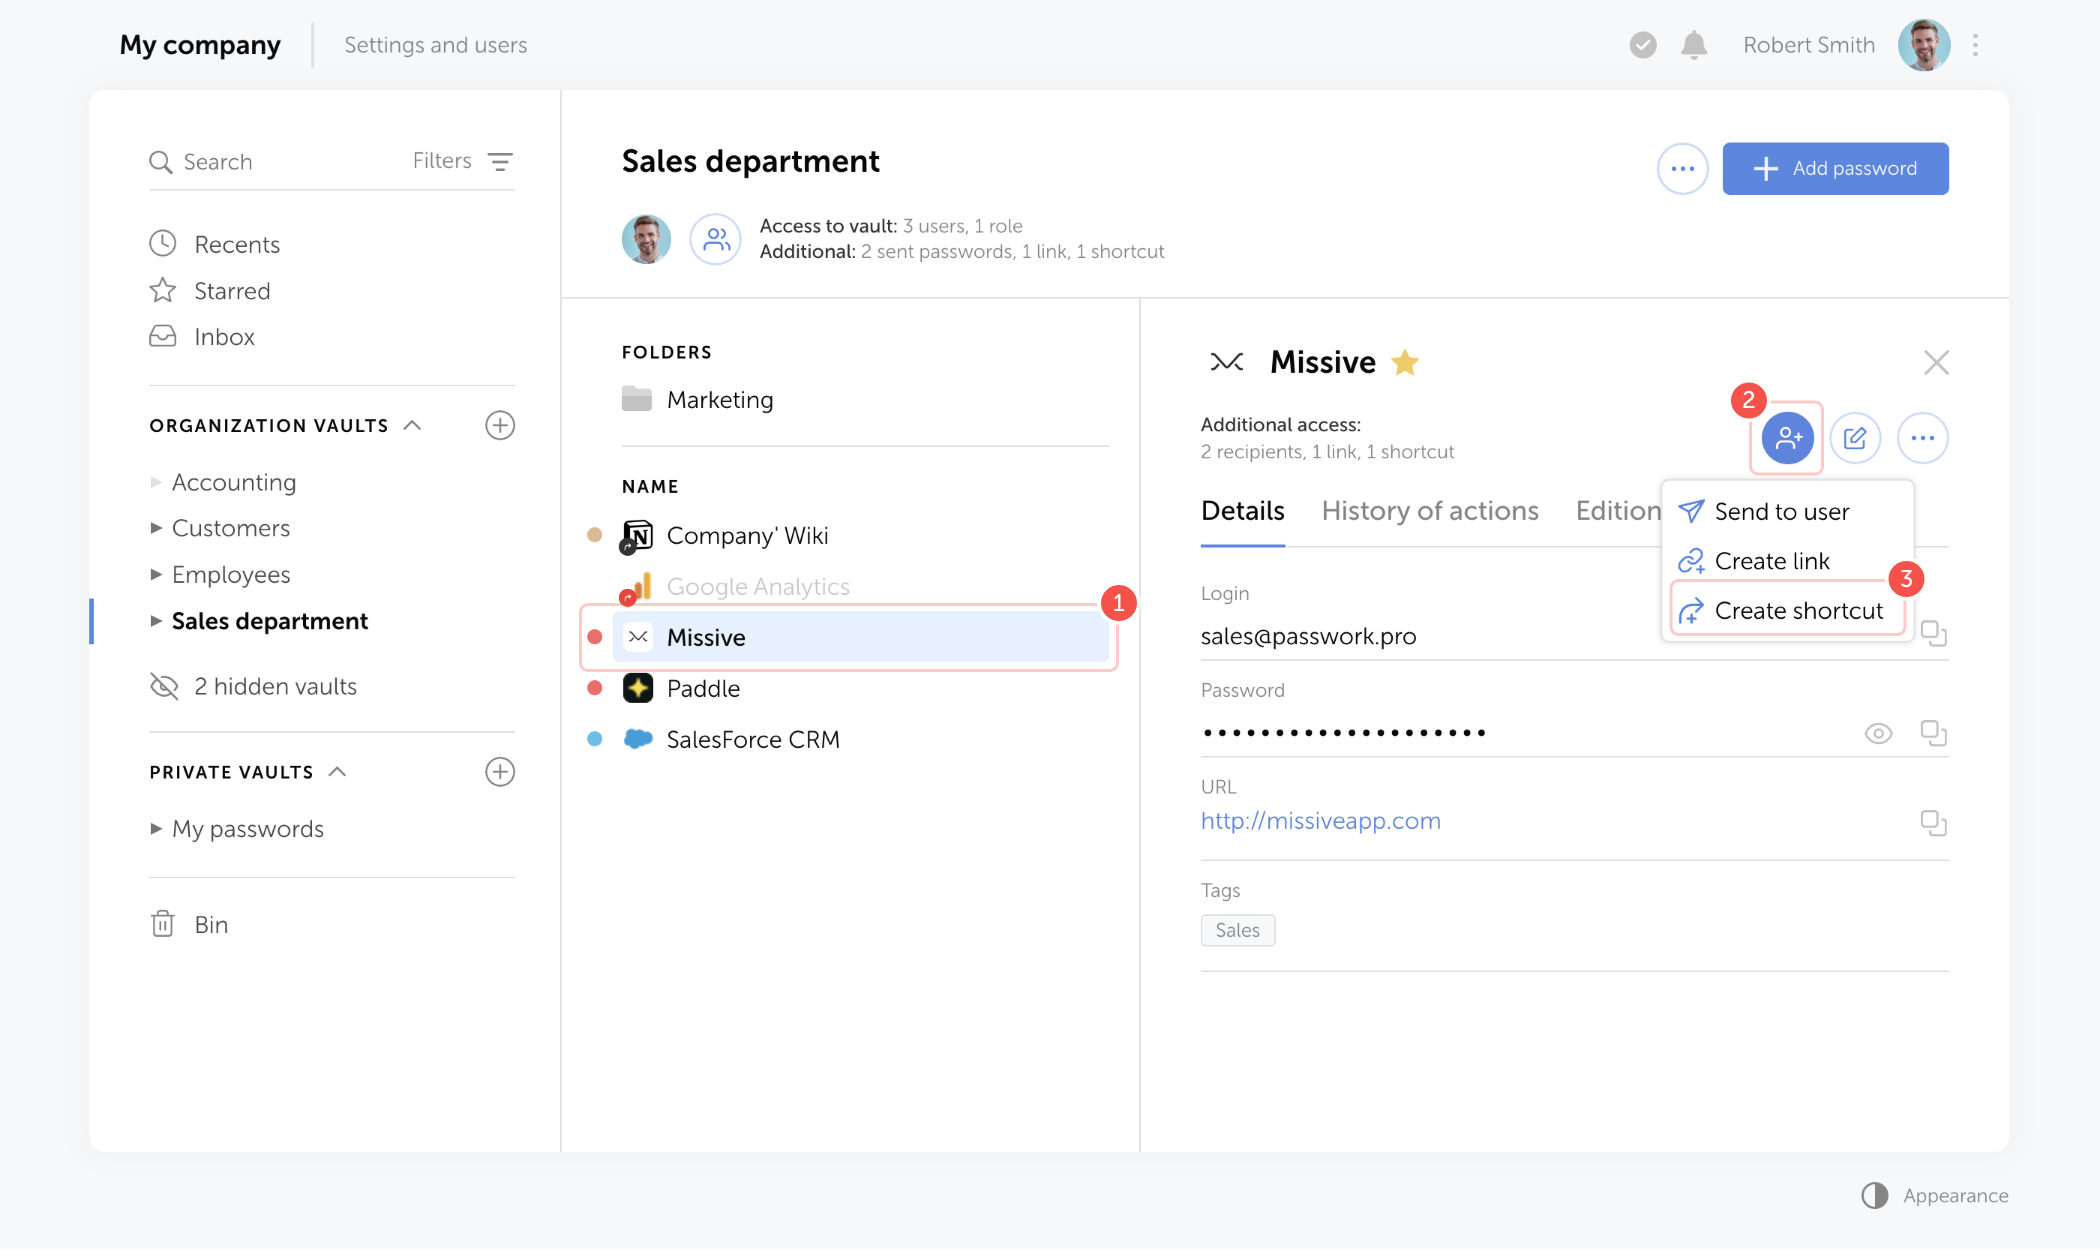 My company
Settings and users
Robert Smith
Search
Filters
Recents
Starred
Inbox
ORGANIZATION VAULTS
Accounting
Customers
Employees
Sales department
2 hidden vaults
PRIVATE VAULTS
My passwords
Bin
Sales department
Add password
Access to vault: 3 users, 1 role
Additional: 2 sent passwords, 1 link, 1 shortcut
FOLDERS
Marketing
NAME
Company' Wiki
Google Analytics
1
Missive
Paddle
SalesForce CRM
Missive
2
Additional access:
2 recipients, 1 link, 1 shortcut
Details
History of actions
Edition
Send to user
Create link
3
Create shortcut
Login
sales@passwork.pro
Password
••••••••••••••••••••
URL
http://missiveapp.com
Tags
Sales
Appearance